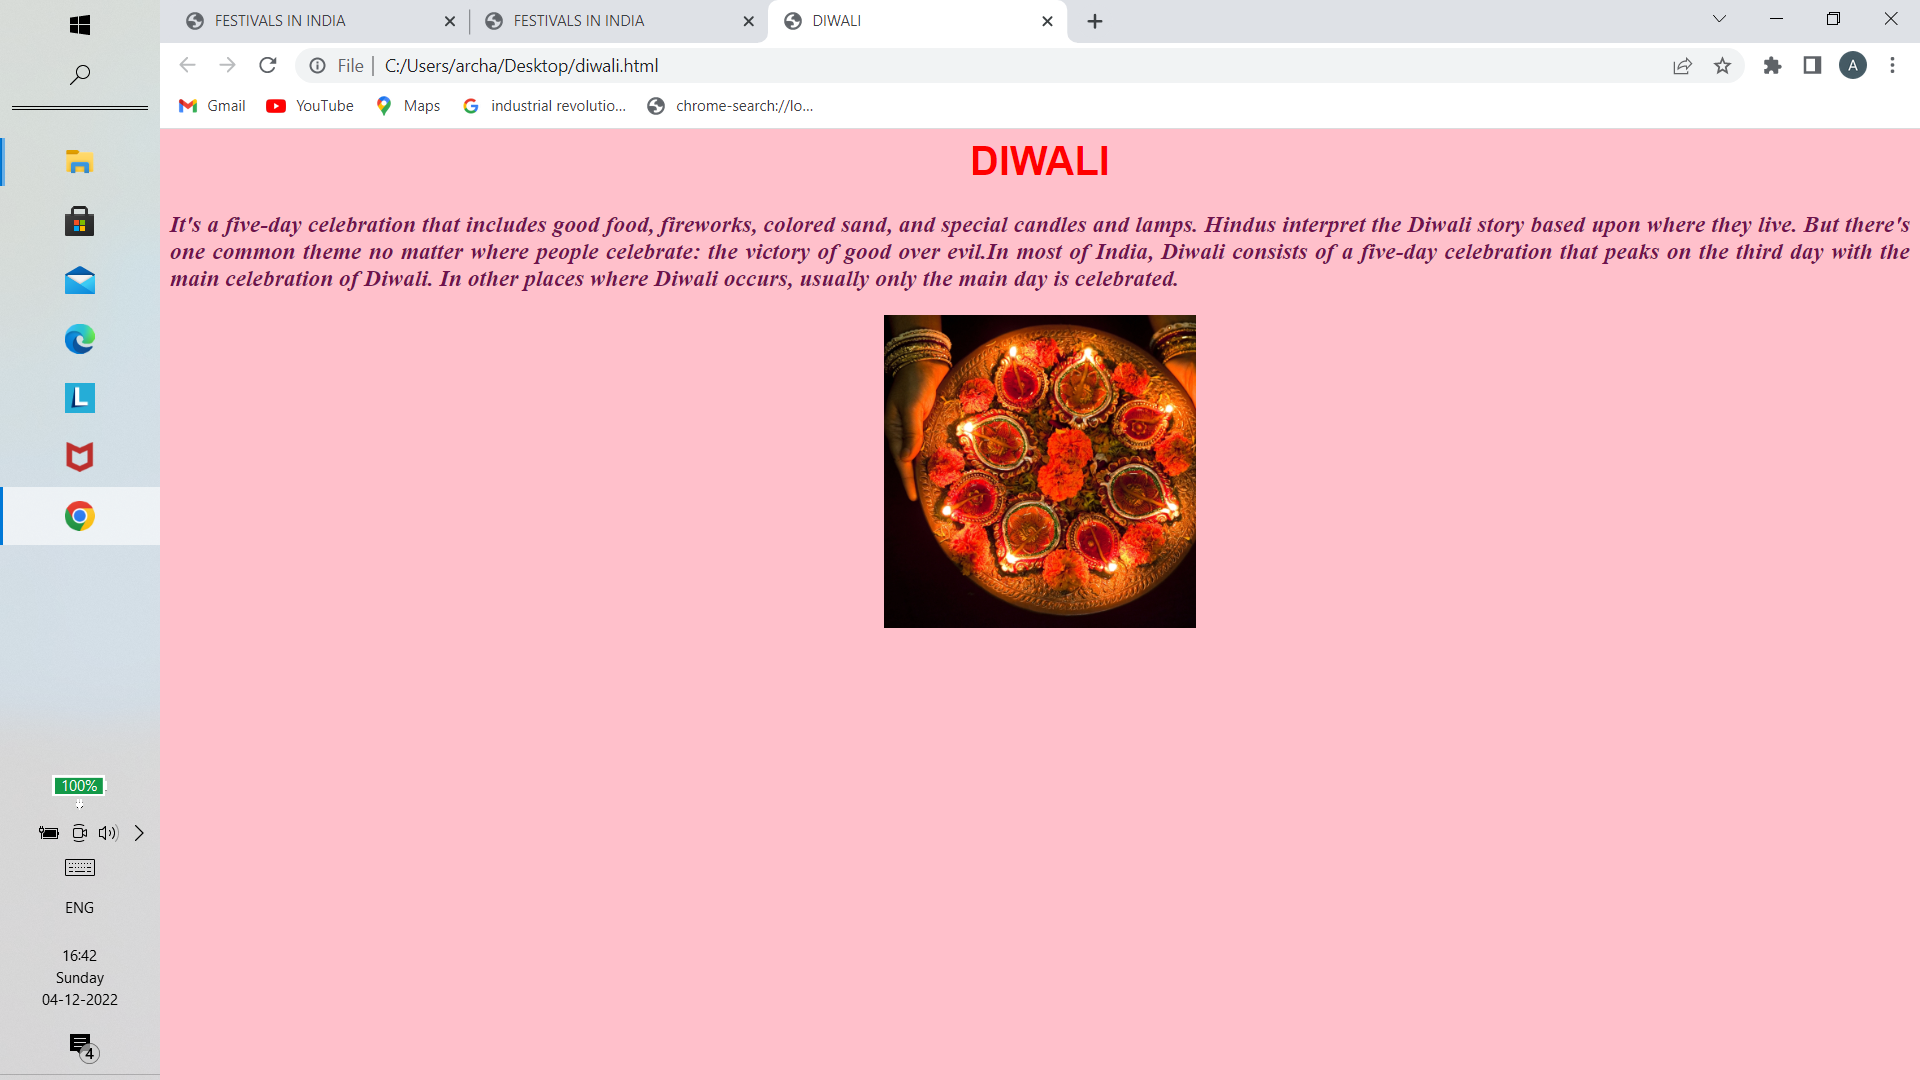 FESTIVALS IN INDIA
FESTIVALS IN INDIA
DIWALI
File
C:/Users/archa/Desktop/diwali.html
A
Gmail
YouTube
Maps
industrial revolutio...
chrome-search://lo...
DIWALI
It's a five-day celebration that includes good food, fireworks, colored sand, and special candles and lamps. Hindus interpret the Diwali story based upon where they live. But there's
one common theme no matter where people celebrate: the victory of good over evil.In most of India, Diwali consists of a five-day celebration that peaks on the third day with the
main celebration of Diwali. In other places where Diwali occurs, usually only the main day is celebrated.
L
100%
ENG
16:42
Sunday
04-12-2022
4